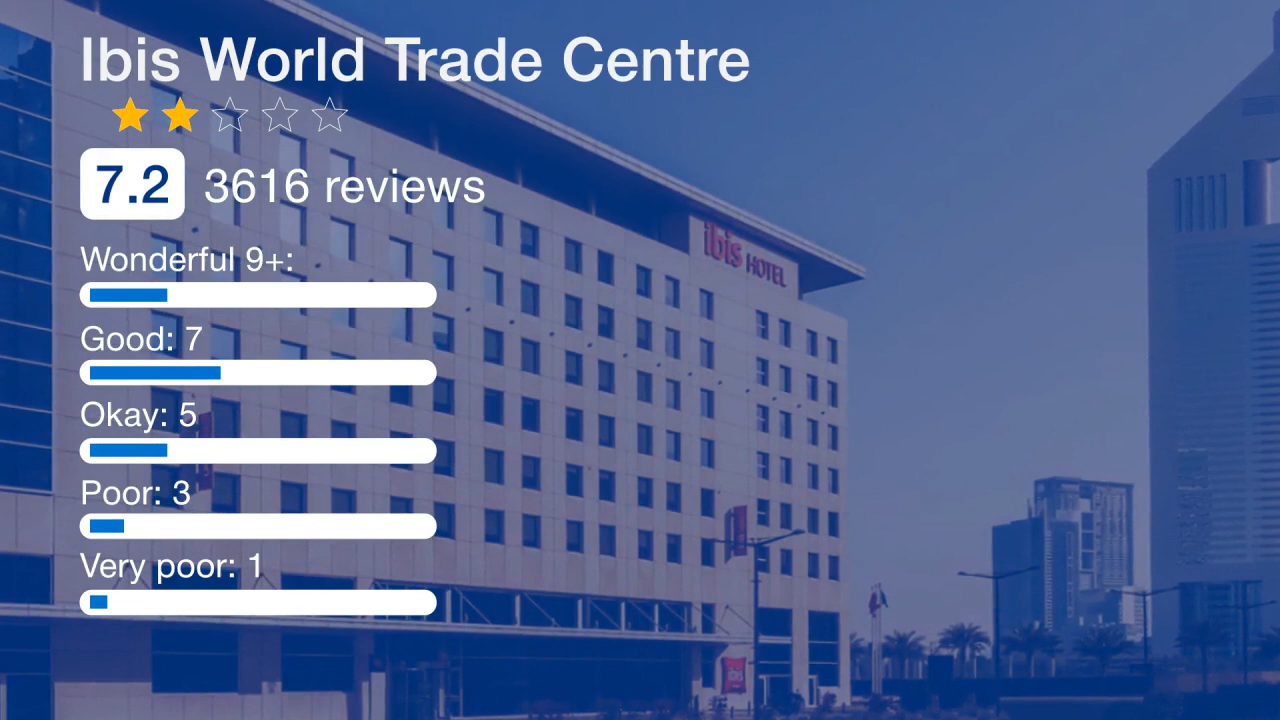 Ibis World Trade Centre
7.2 3616 reviews
Wonderful 9+:
Good: 7
Okay: 5
Poor: 3
Very poor: 1
ibis HOTEL
ibis